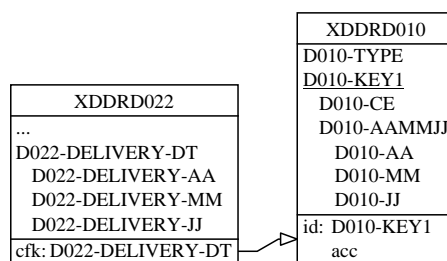 XDDRD022
...
D022-DELIVERY-DT
D022-DELIVERY-AA
D022-DELIVERY-MM
D022-DELIVERY-JJ
cfk: D022-DELIVERY-DT
XDDRD010
D010-TYPE
D010-KEY1
D010-CE
D010-AAMMJJ
D010-AA
D010-MM
D010-JJ
id: D010-KEY1
acc